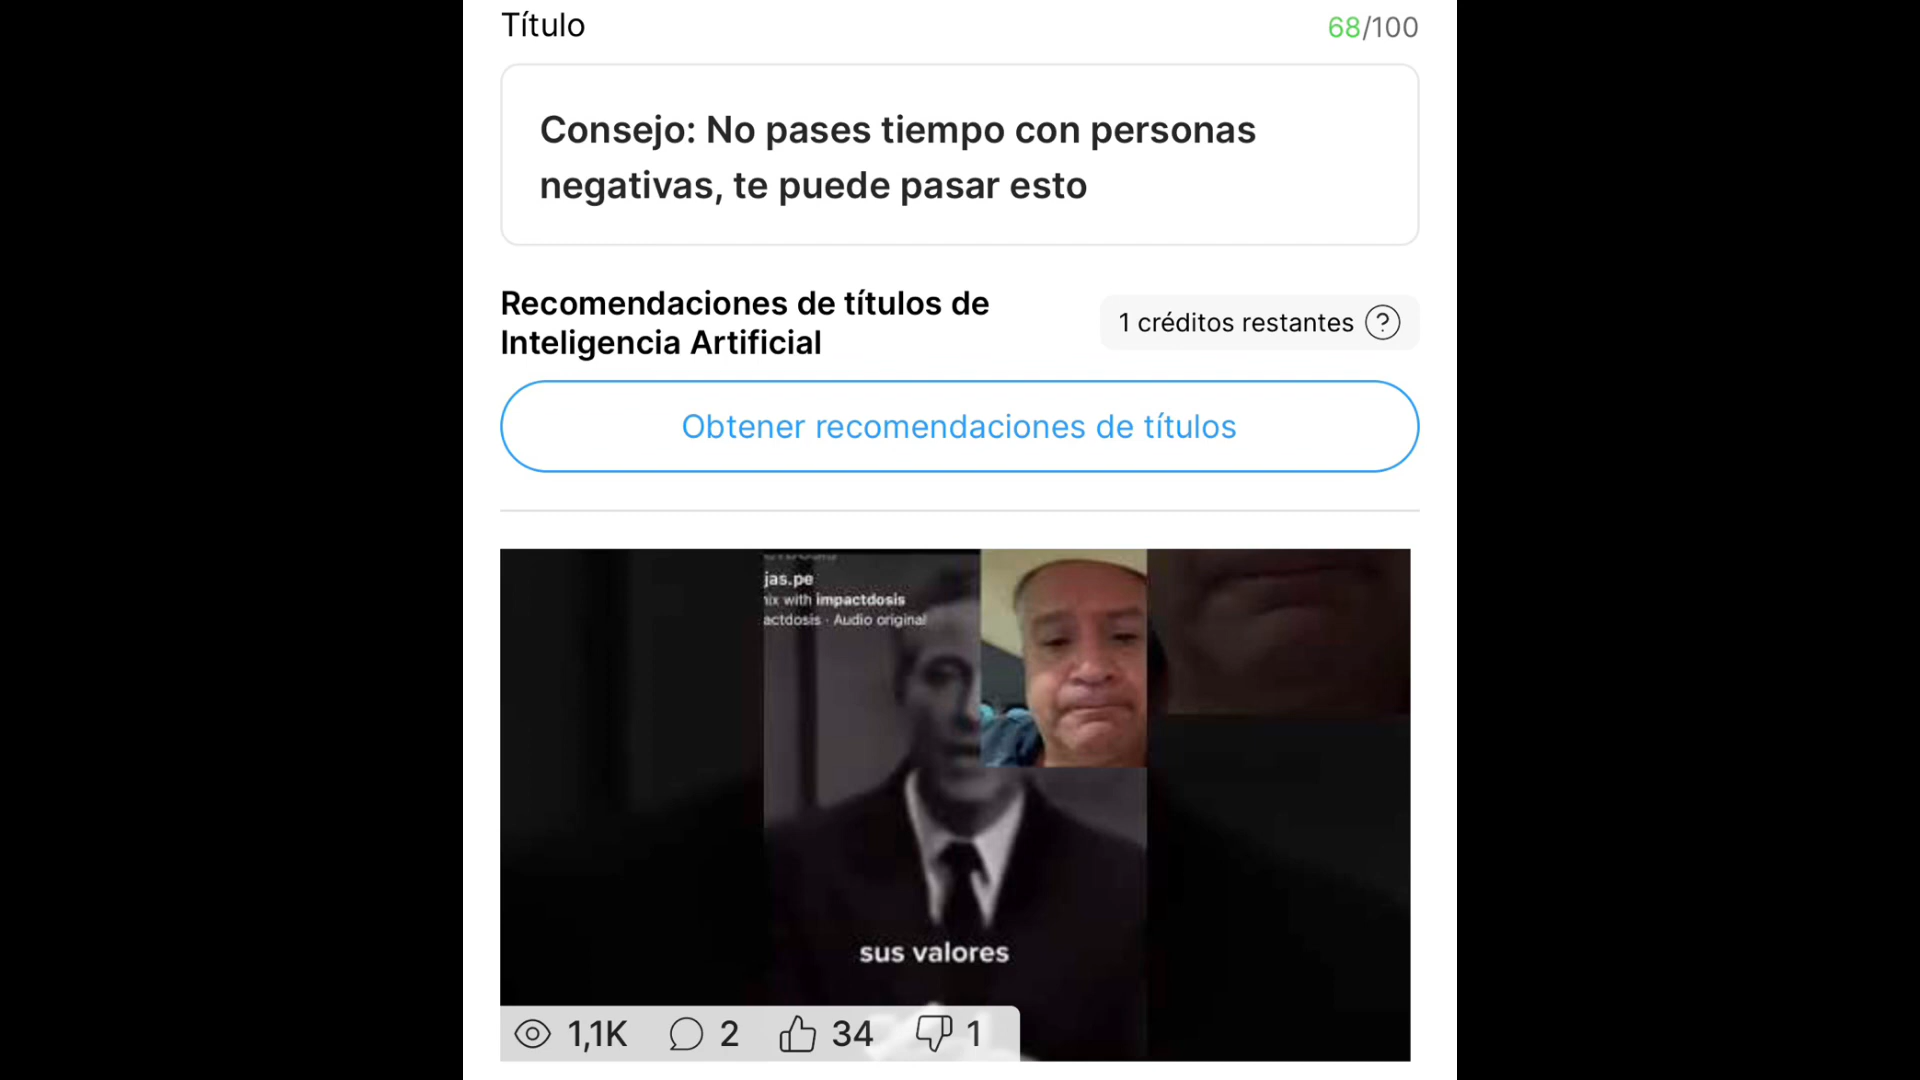 Título
68/100
Consejo: No pases tiempo con personas
negativas, te puede pasar esto
Recomendaciones de títulos de
Inteligencia Artificial
1 créditos restantes ?
Obtener recomendaciones de títulos
jas.pe
with impactdosis
actdosis · Audio original
sus valores
1,1K 2 34 1